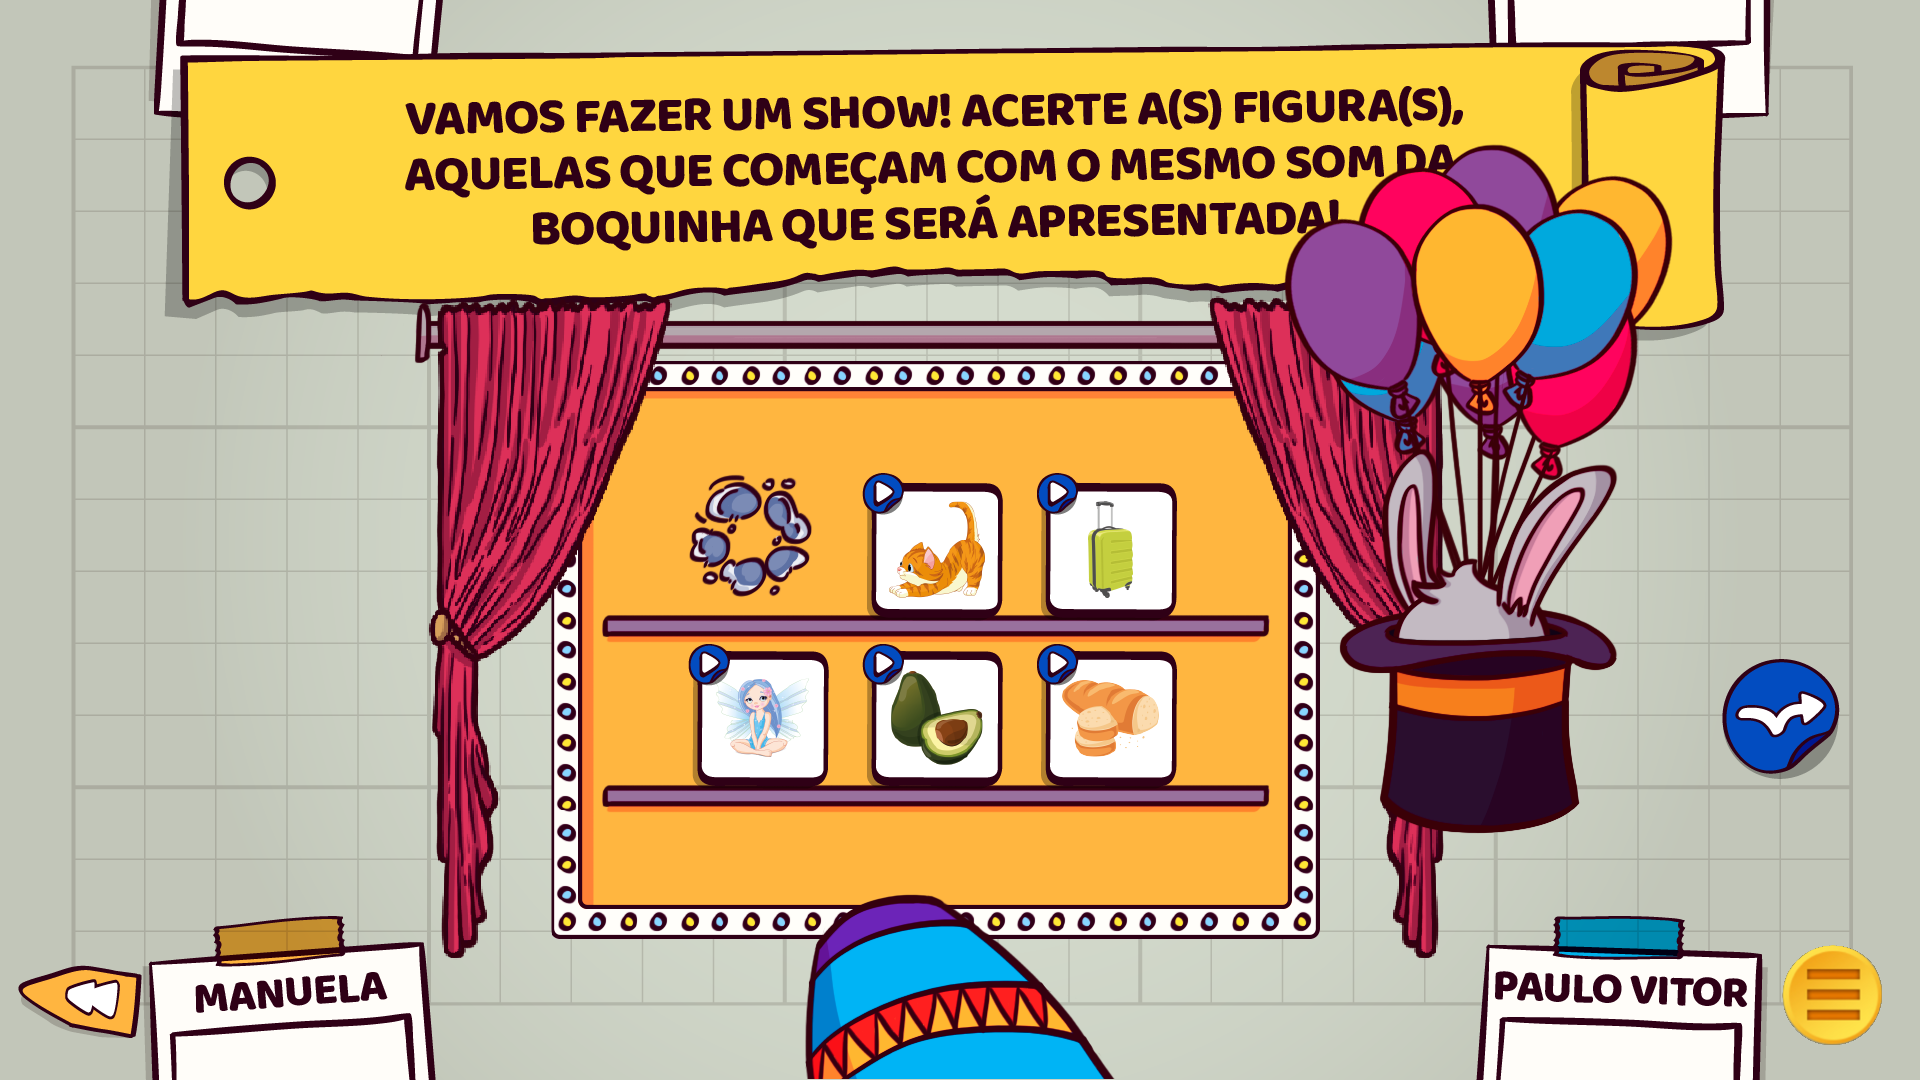 VAMOS FAZER UM SHOW! ACERTE A(S) FIGURA(S),
AQUELAS QUE COMEÇAM COM O MESMO SOM DA
BOQUINHA QUE SERÁ APRESENTADA!
MANUELA
PAULO VITOR